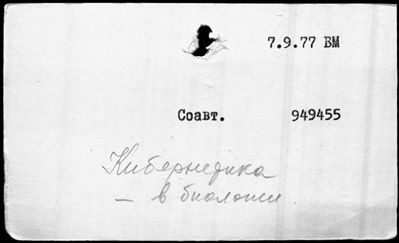 7.9.77 ВМ
Соавт. 949455
Кибернетика
— в биологии